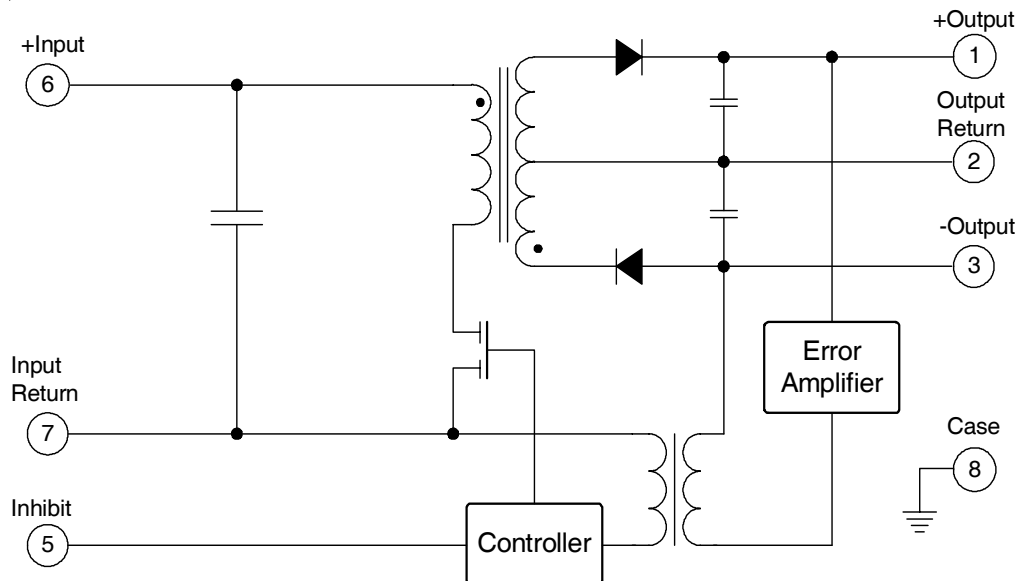 +Input
6
+Output
1
Output
Return
2
-Output
3
Error
Amplifier
Input
Return
7
Case
8
Inhibit
5
Controller